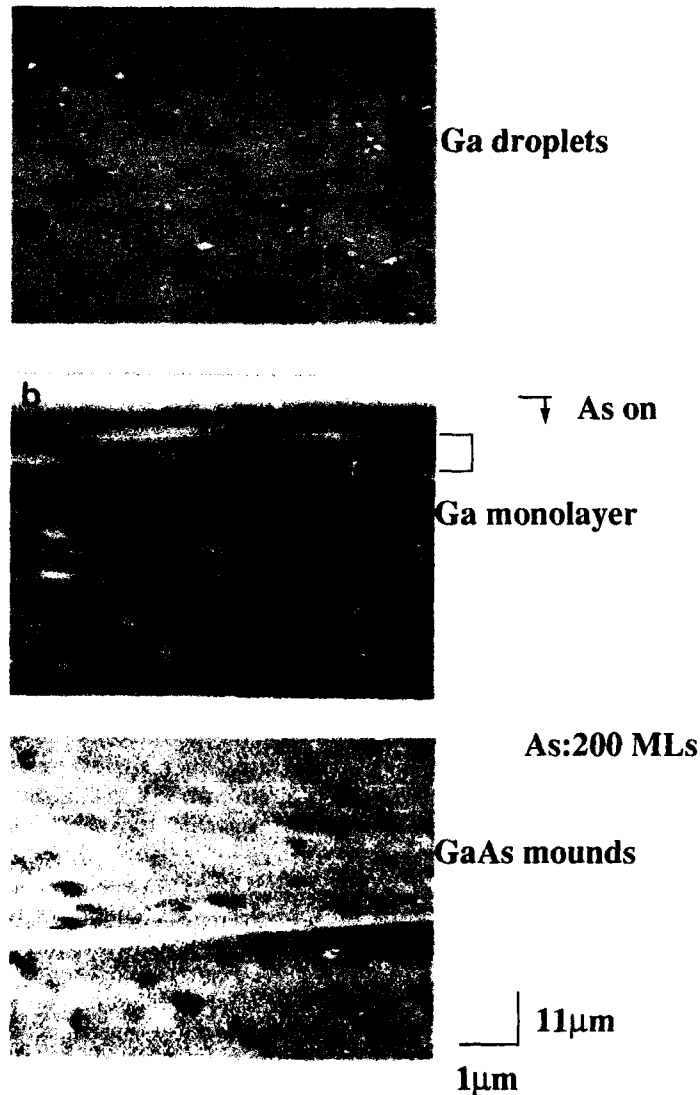 Ga droplets
b
As on
Ga monolayer
As:200 MLs
GaAs mounds
11µm
1µm